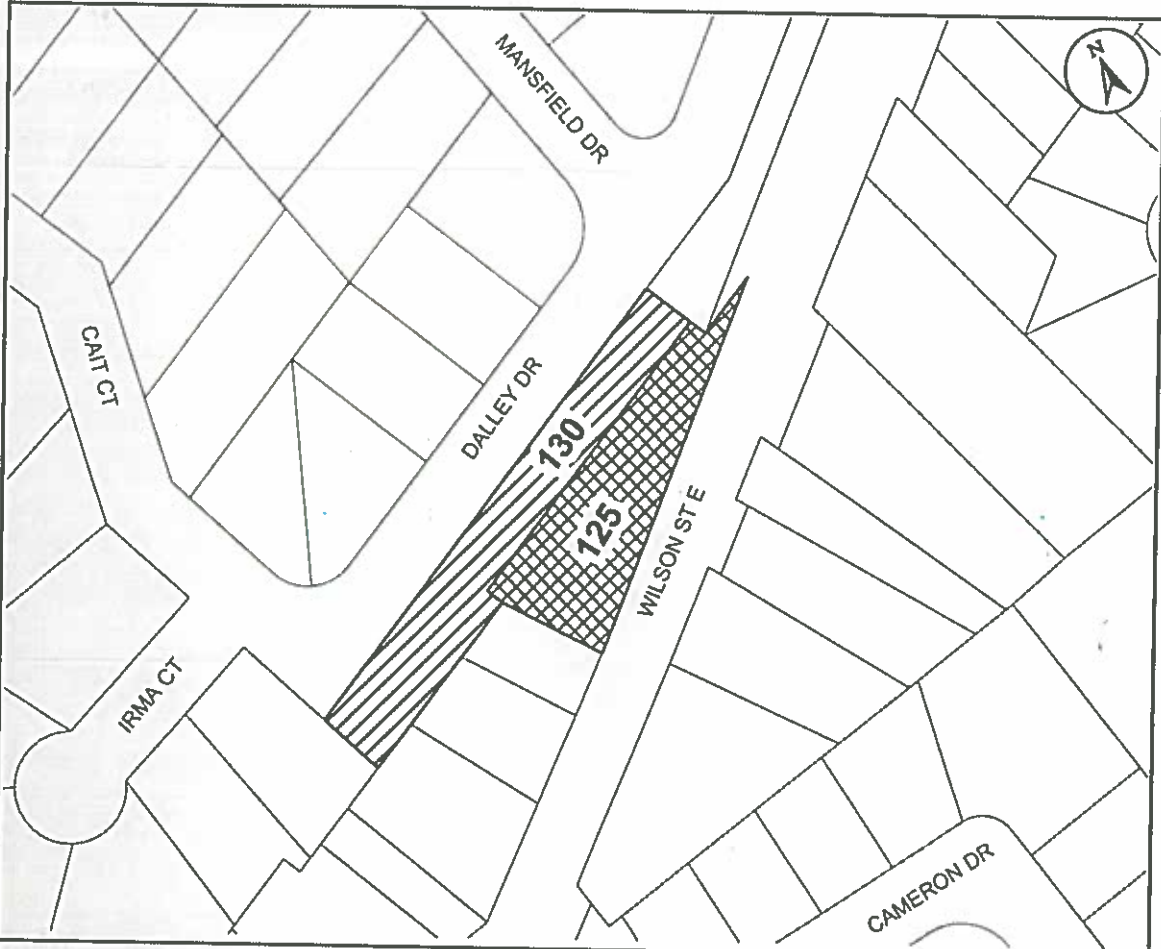 MANSFIELD DR
N
CAIT CT
DALLEY DR
130
125
WILSON ST E
IRMA CT
CAMERON DR